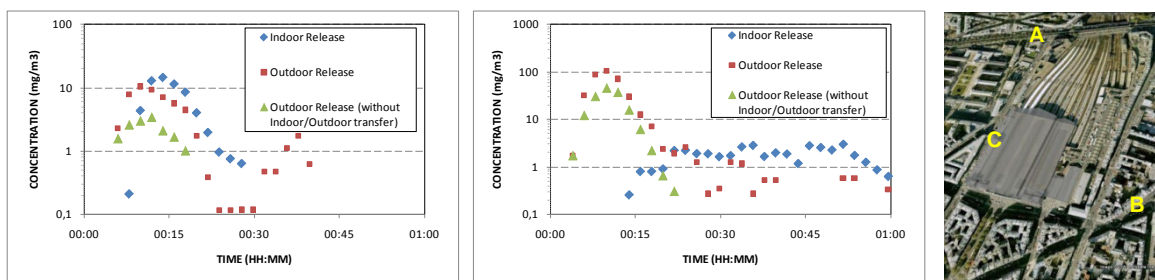 CONCENTRATION (mg/m3)
100
10
1
0,1
Indoor Release
Outdoor Release
Outdoor Release (without
Indoor/Outdoor transfer)
00:00 00:15 00:30 00:45 01:00
TIME (HH:MM)
CONCENTRATION (mg/m3)
1000
100
10
1
0,1
Indoor Release
Outdoor Release
Outdoor Release (without
Indoor/Outdoor transfer)
00:00 00:15 00:30 00:45 01:00
TIME (HH:MM)
A
C
B